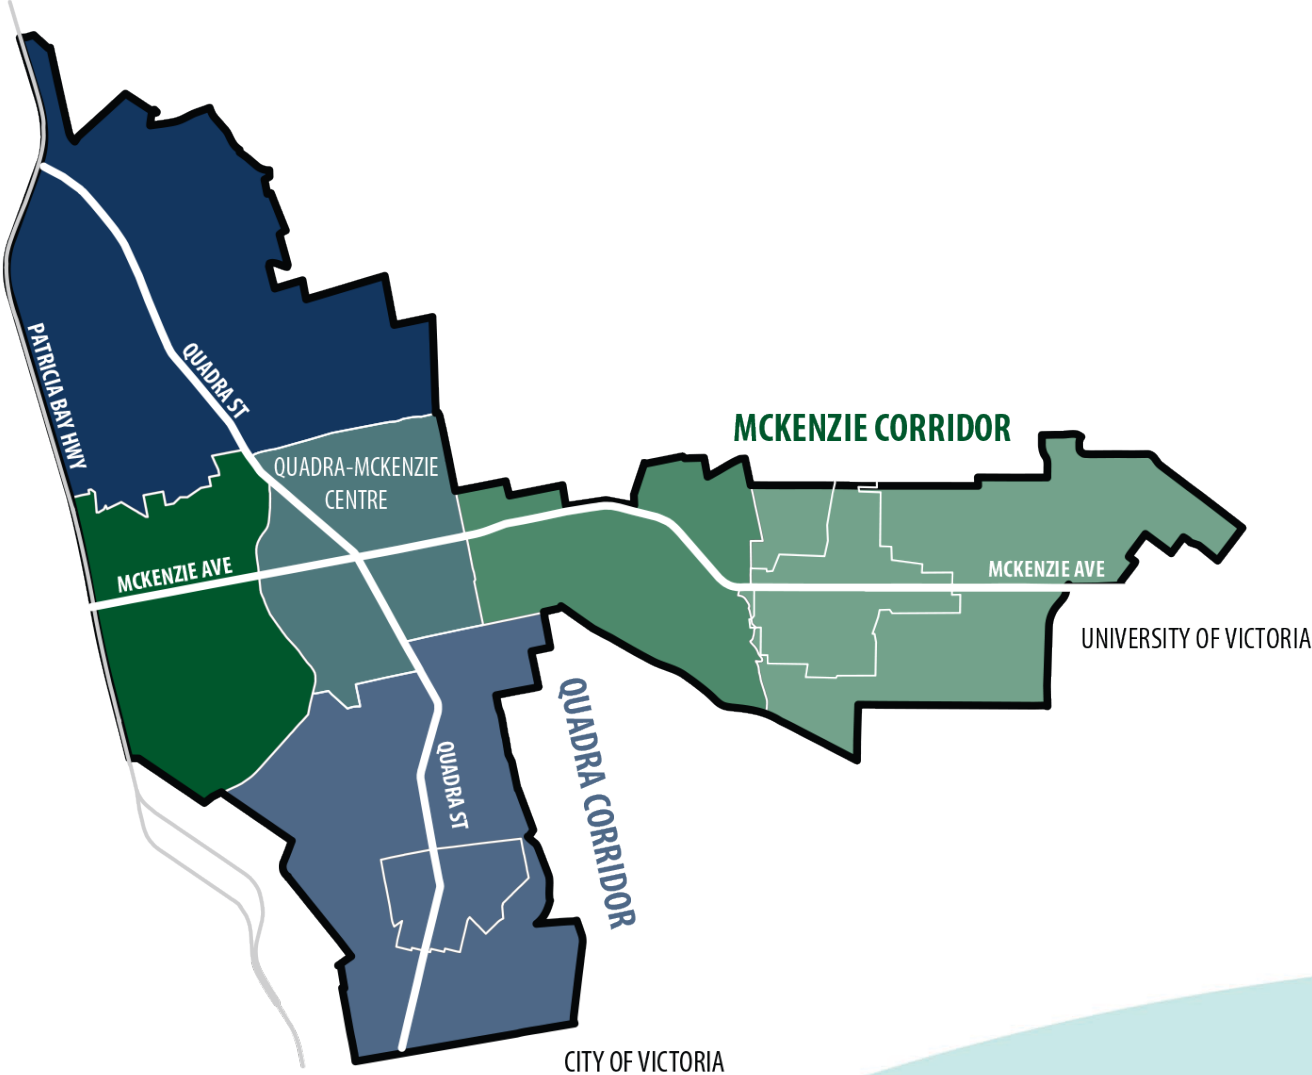 PATRICIA BAY HWY
QUADRA ST
MCKENZIE CORRIDOR
QUADRA-MCKENZIE
CENTRE
MCKENZIE AVE
MCKENZIE AVE
UNIVERSITY OF VICTORIA
QUADRA CORRIDOR
QUADRA ST
CITY OF VICTORIA